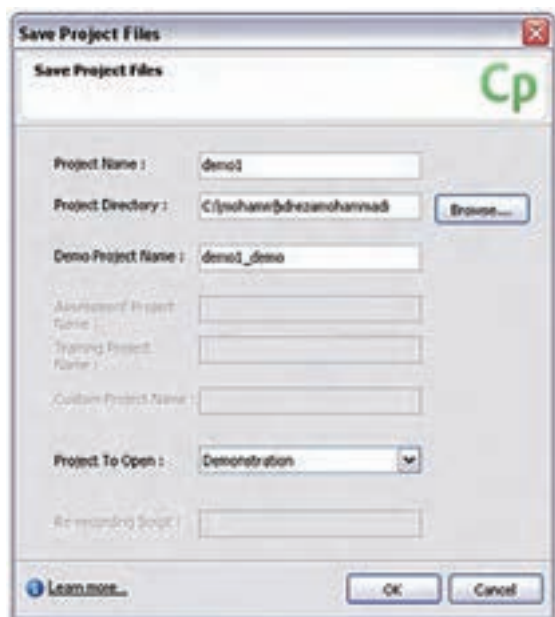 Save Project Files
Save Project Files
Cp
Project Name : demo1
Project Directory : Browse...
Demo Project Name : demo1_demo
Assessment Project Name :
Training Project Name :
Custom Project Name :
Project To Open : Demonstration
Re-recording Script :
Learn more...
OK Cancel